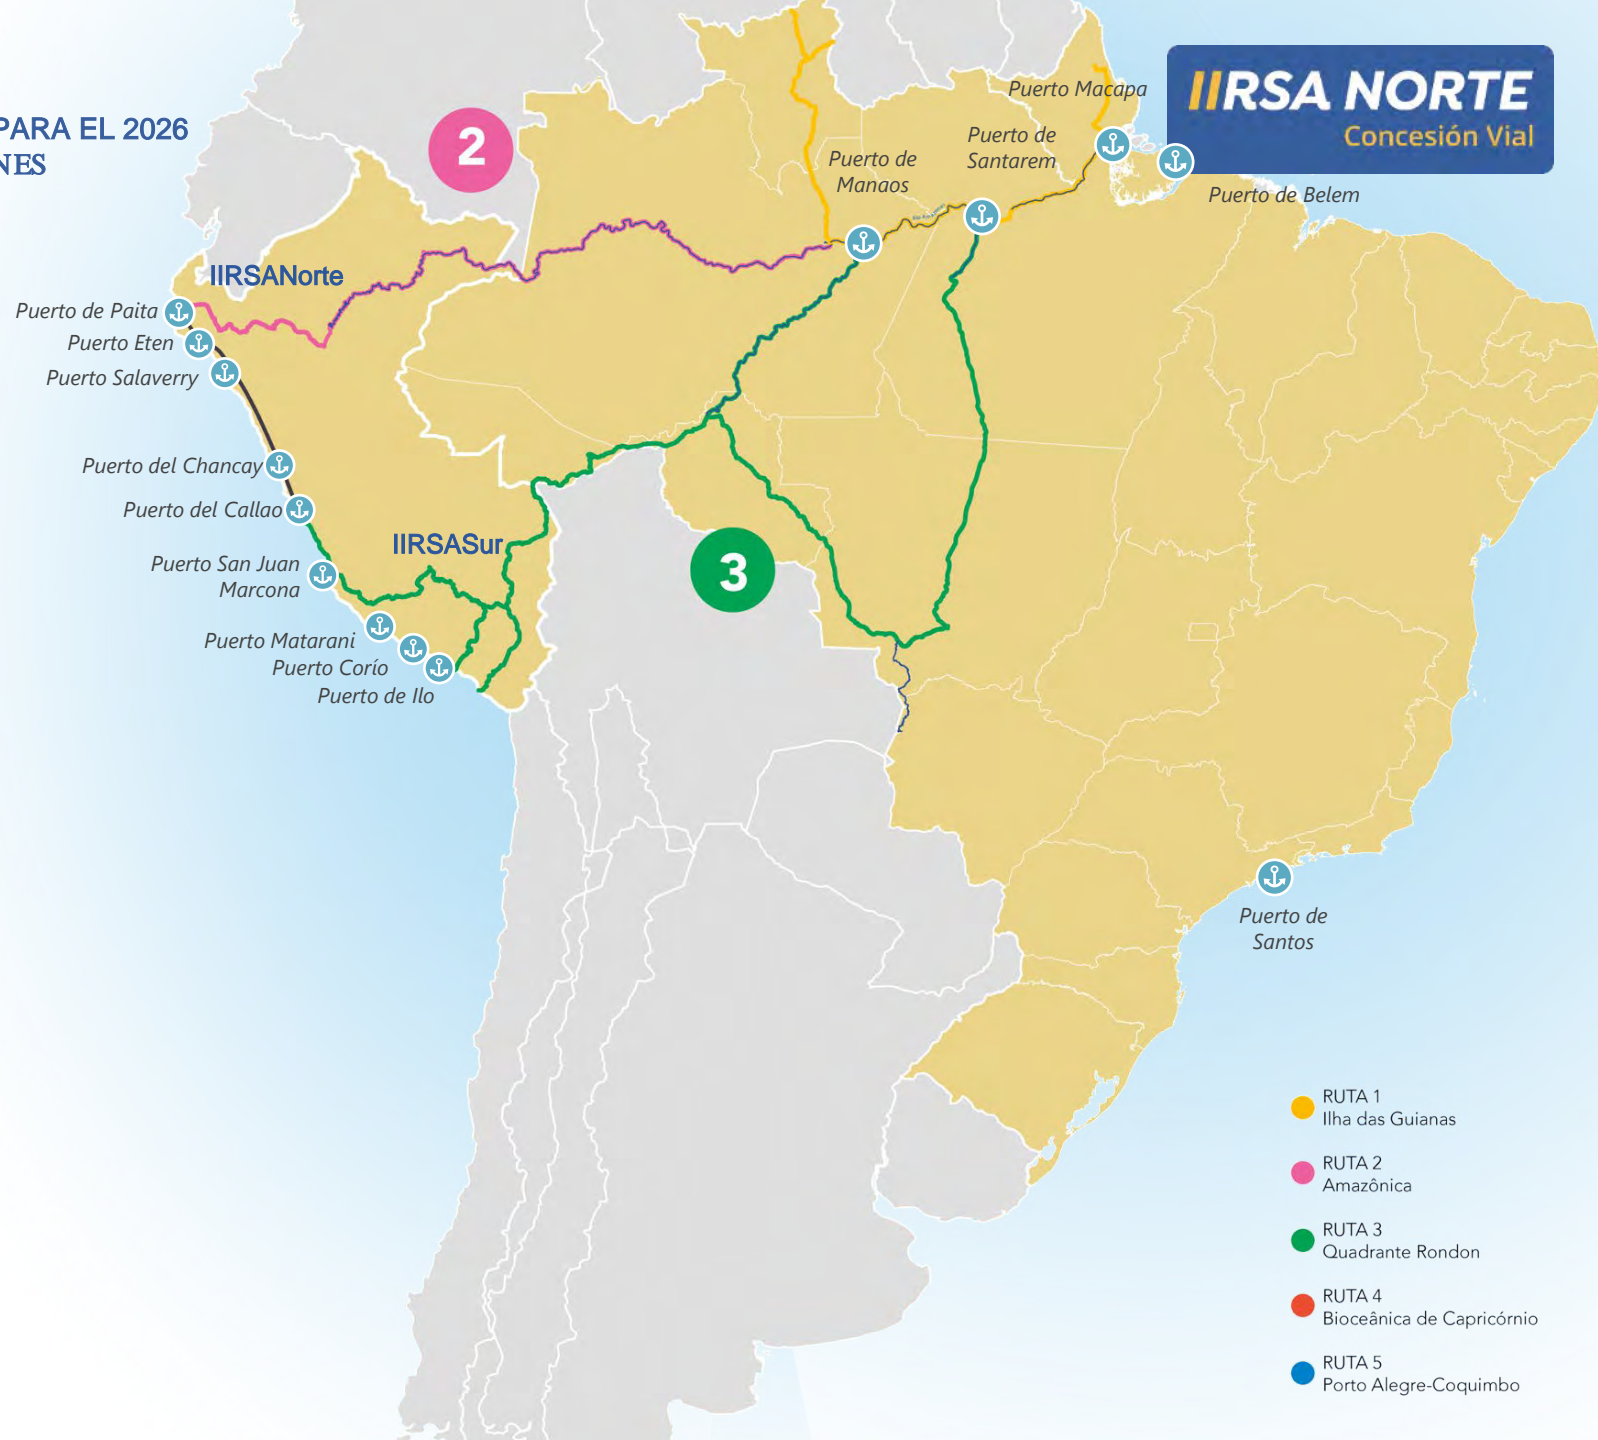 PARA EL 2026
NES
IIRSA NORTE
Concesión Vial
2
Puerto Macapa
Puerto de
Santarem
Puerto de
Manaos
Puerto de Belem
IIRSANorte
Puerto de Paita
Puerto Eten
Puerto Salaverry
Puerto del Chancay
Puerto del Callao
IIRSASur
Puerto San Juan
Marcona
3
Puerto Matarani
Puerto Corío
Puerto de Ilo
Puerto de
Santos
RUTA 1
Ilha das Guianas
RUTA 2
Amazônica
RUTA 3
Quadrante Rondon
RUTA 4
Bioceânica de Capricórnio
RUTA 5
Porto Alegre-Coquimbo